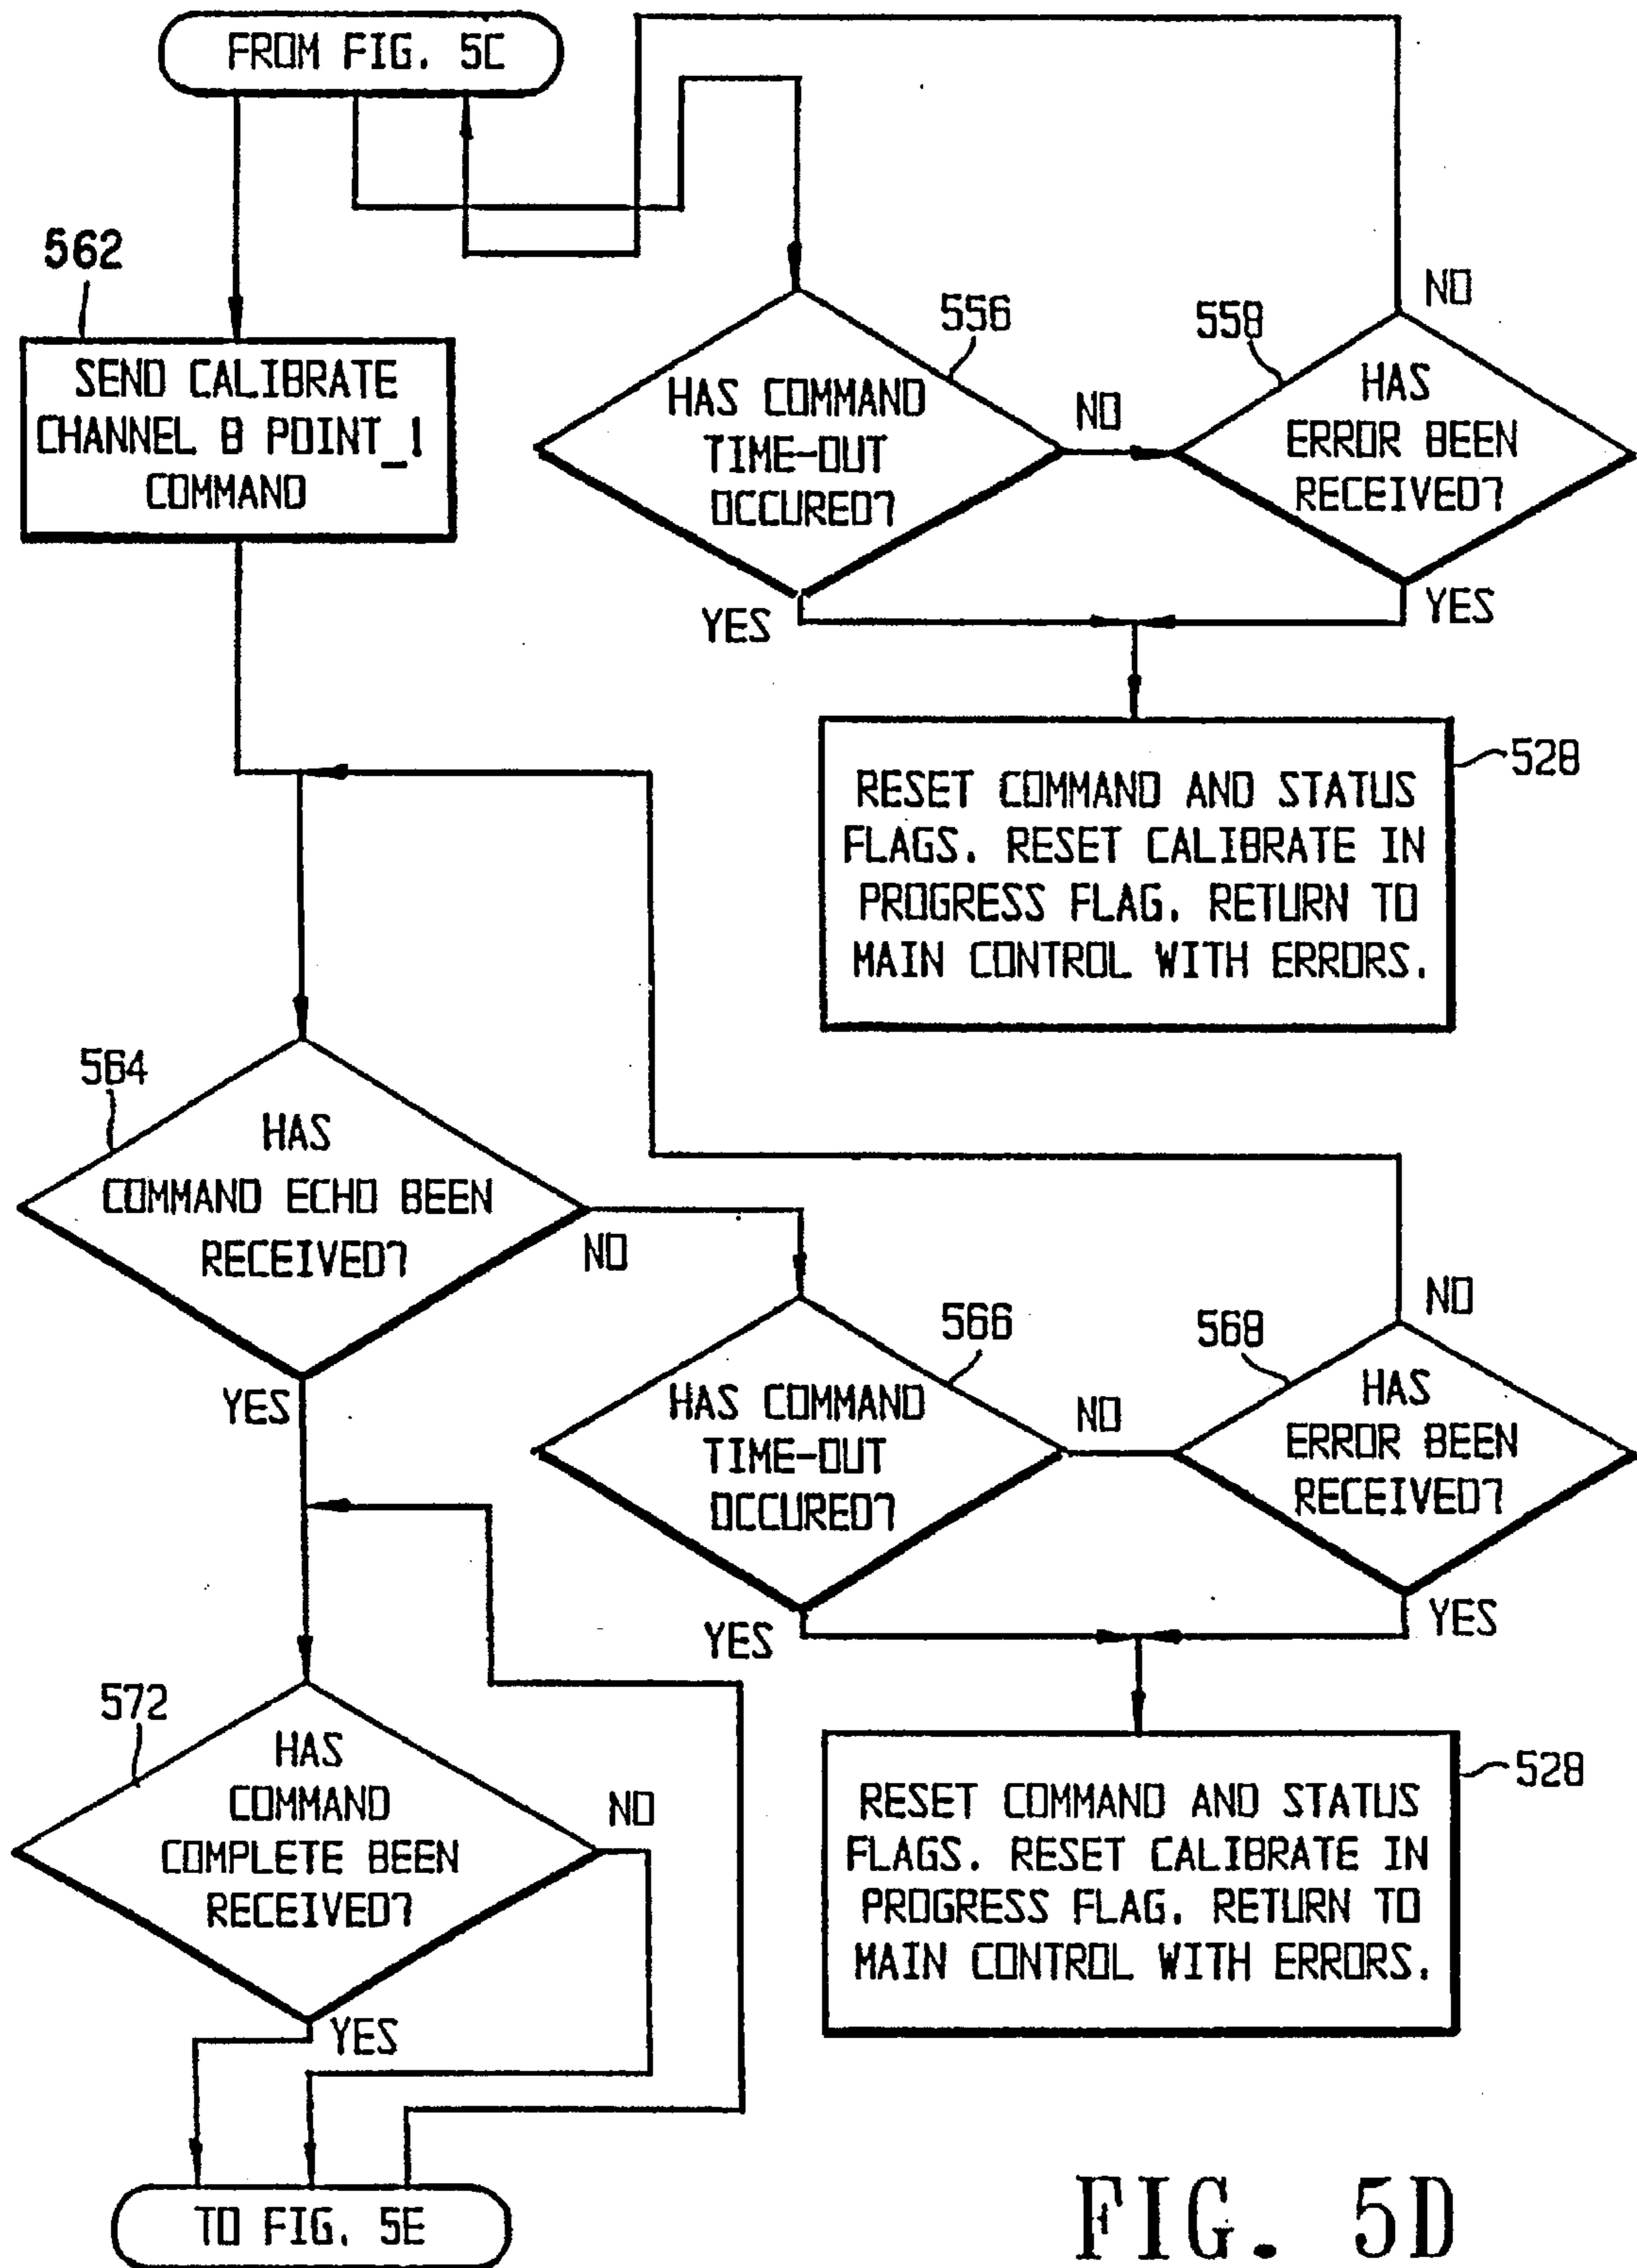 FROM FIG. 5C
562
SEND CALIBRATE
CHANNEL B POINT_1
COMMAND
556
HAS COMMAND
TIME-OUT
OCCURED?
NO
YES
558
HAS
ERROR BEEN
RECEIVED?
NO
YES
528
RESET COMMAND AND STATUS
FLAGS. RESET CALIBRATE IN
PROGRESS FLAG. RETURN TO
MAIN CONTROL WITH ERRORS.
564
HAS
COMMAND ECHO BEEN
RECEIVED?
NO
YES
566
HAS COMMAND
TIME-OUT
OCCURED?
NO
YES
568
HAS
ERROR BEEN
RECEIVED?
NO
YES
528
RESET COMMAND AND STATUS
FLAGS. RESET CALIBRATE IN
PROGRESS FLAG. RETURN TO
MAIN CONTROL WITH ERRORS.
572
HAS
COMMAND
COMPLETE BEEN
RECEIVED?
NO
YES
TO FIG. 5E
FIG. 5D